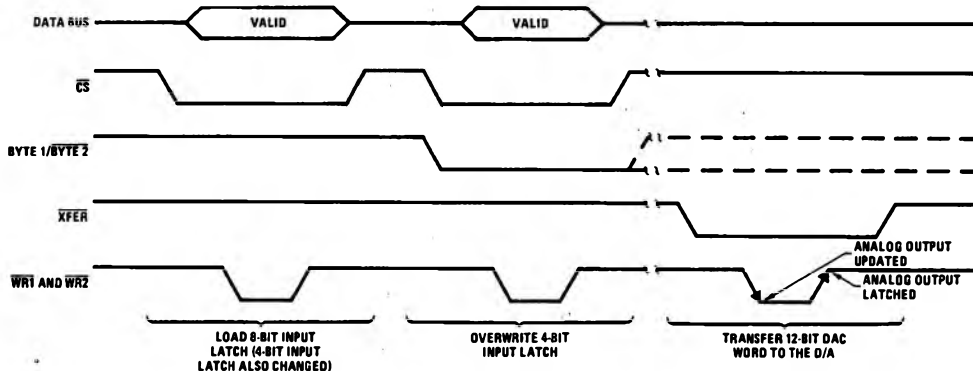 DATA BUS
VALID
VALID
CS
BYTE 1/BYTE 2
XFER
ANALOG OUTPUT
UPDATED
WR1 AND WR2
ANALOG OUTPUT
LATCHED
LOAD 8-BIT INPUT
LATCH (4-BIT INPUT
LATCH ALSO CHANGED)
OVERWRITE 4-BIT
INPUT LATCH
TRANSFER 12-BIT DAC
WORD TO THE D/A